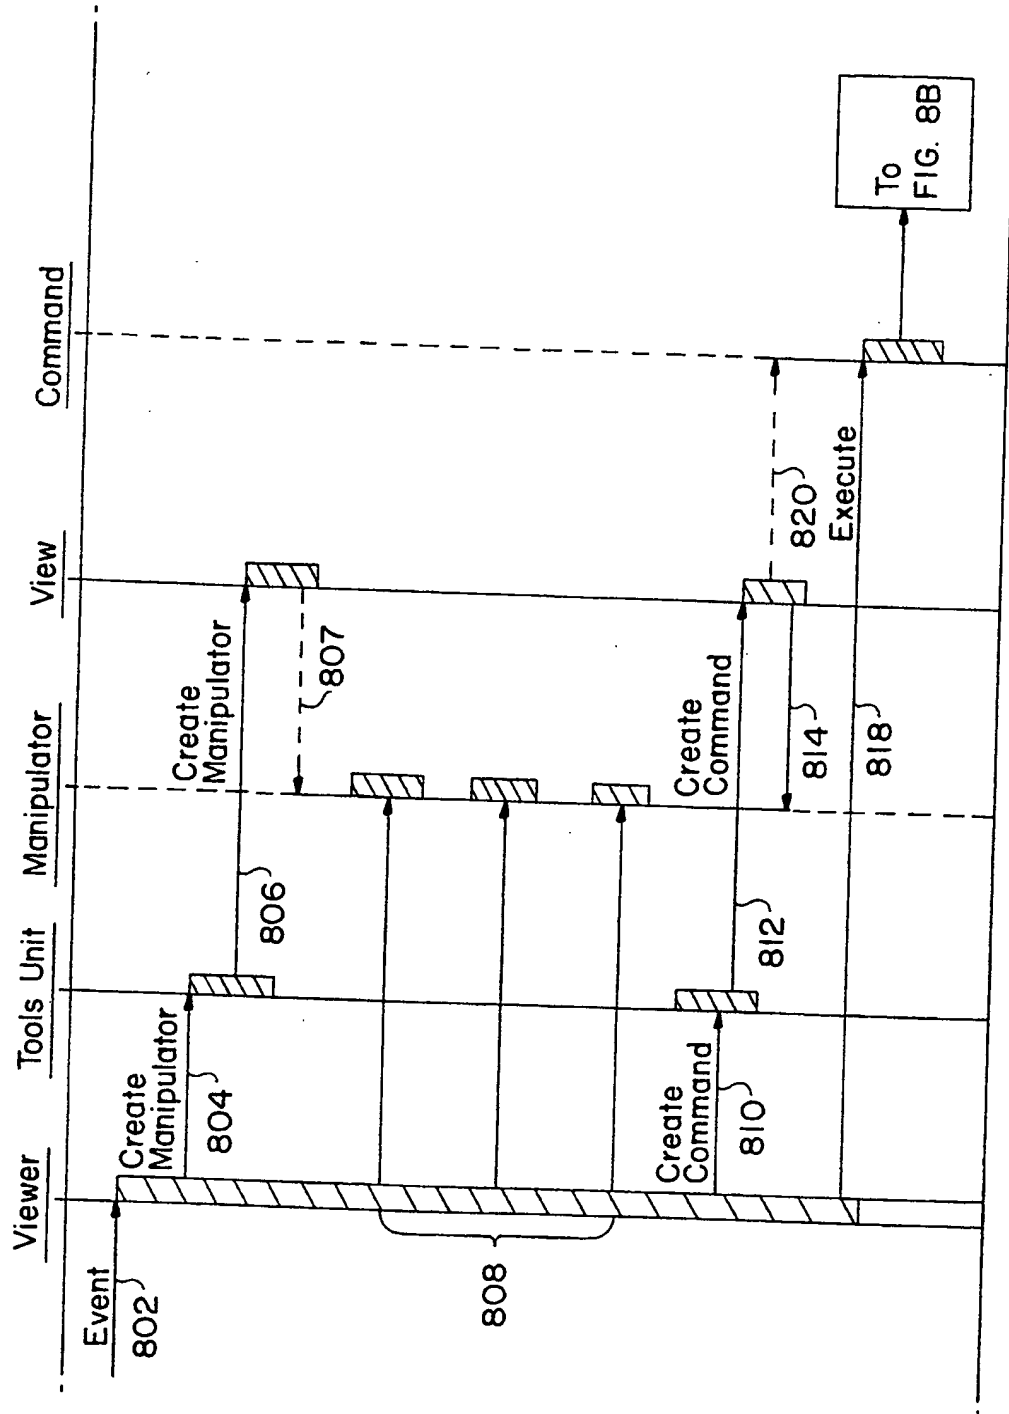 Viewer
Tools Unit
Manipulator
View
Command
Event
802
Create
Manipulator
804
806
Create
Manipulator
807
808
Create
Command
810
812
Create
Command
814
820
Execute
818
To
FIG. 8B